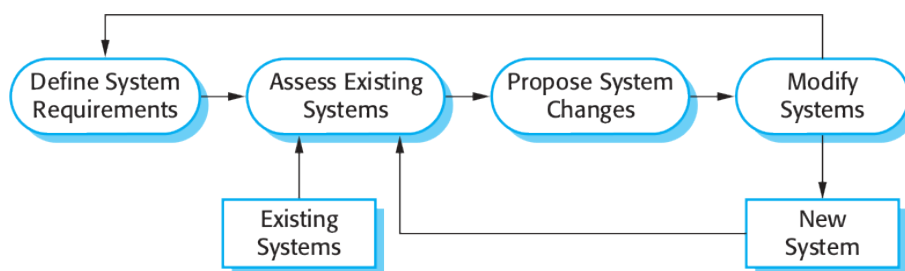 Define System
Requirements
Assess Existing
Systems
Propose System
Changes
Modify
Systems
Existing
Systems
New
System